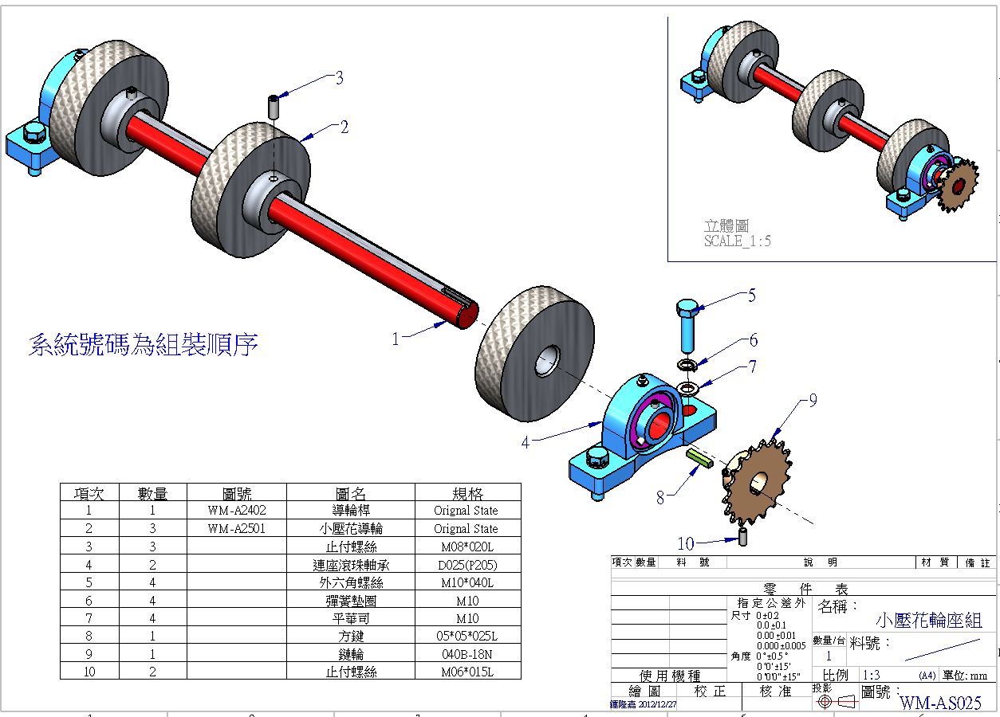 3
2
立體圖
SCALE_1:5
1
5
6
7
4
9
8
10
系統號碼為組裝順序
項次 數量 圖號 圖名 規格
1 1 WM-A2402 導輪桿 Orignal State
2 3 WM-A2501 小壓花導輪 Orignal State
3 3 止付螺絲 M08*020L
4 2 連座滾珠軸承 D025(P205)
5 4 外六角螺絲 M10*040L
6 4 彈簧墊圈 M10
7 4 平華司 M10
8 1 方鍵 05*05*025L
9 1 鏈輪 040B-18N
10 2 止付螺絲 M06*015L
項次 數量 料 號 說 明 材 質 備 註
零 件 表
指定公差外
尺寸 0±0.2
0.0±0.1
0.00±0.01
0.000±0.005
角度 0°±0.5°
0°0'±15'
0°0'0"±15"
名稱：
小壓花輪座組
數量/台
1
料號：
使用機種
比例 1:3 (A4) 單位: mm
繪圖 校正 核准
投影
圖號：
WM-AS025
鍾隆嘉 2012/12/27